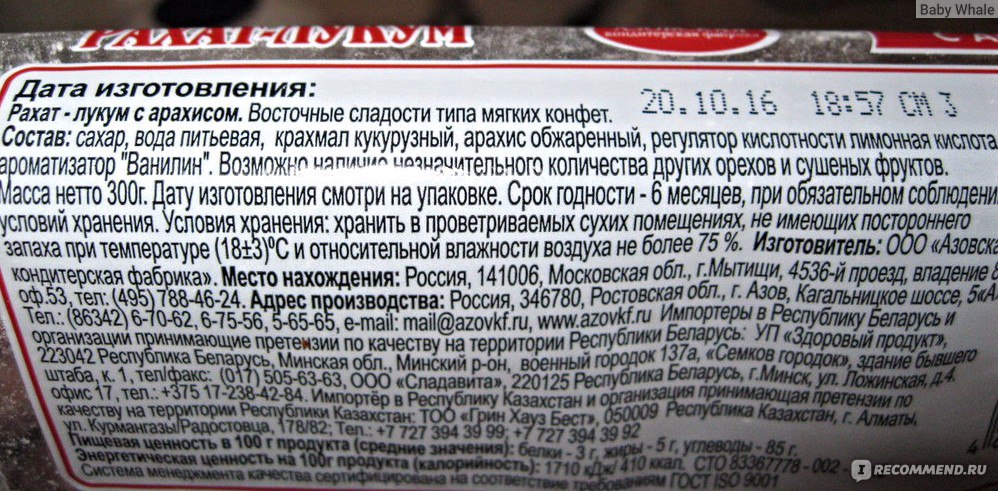 Baby Whale
РАХАТ-ЛУКУМ
кондитерская фабрика
Дата изготовления:
20.10.16 18:57 СМ 3
Рахат - лукум с арахисом. Восточные сладости типа мягких конфет.
Состав: сахар, вода питьевая, крахмал кукурузный, арахис обжаренный, регулятор кислотности лимонная кислота,
ароматизатор "Ванилин". Возможно наличие незначительного количества других орехов и сушеных фруктов.
Масса нетто 300г. Дату изготовления смотри на упаковке. Срок годности - 6 месяцев, при обязательном соблюдении
условий хранения. Условия хранения: хранить в проветриваемых сухих помещениях, не имеющих постороннего
запаха при температуре (18±3)ºС и относительной влажности воздуха не более 75 %. Изготовитель: ООО «Азовска
кондитерская фабрика». Место нахождения: Россия, 141006, Московская обл., г.Мытищи, 4536-й проезд, владение
оф.53, тел: (495) 788-46-24. Адрес производства: Россия, 346780, Ростовская обл., г. Азов, Кагальницкое шоссе, 5«А
Тел.: (86342) 6-70-62, 6-75-56, 5-65-65, e-mail: mail@azovkf.ru, www.azovkf.ru Импортеры в Республику Беларусь и
организации принимающие претензии по качеству на территории Республики Беларусь: УП «Здоровый продукт»,
223042 Республика Беларусь, Минская обл., Минский р-он, военный городок 137а, «Семков городок», здание бывшего
штаба, к. 1, тел/факс: (017) 505-63-63, ООО «Сладавита», 220125 Республика Беларусь, г.Минск, ул. Ложинская, д.4.
офис 17, тел.: +375 17-238-42-84. Импортёр в Республику Казахстан и организация принимающая претензии по
качеству на территории Республики Казахстан: ТОО «Грин Хауз Бест», 050009 Республика Казахстан, г. Алматы,
ул. Курмангазы/Радостовца, 178/82; Тел.: +7 727 394 39 99; +7 727 394 39 92
Пищевая ценность в 100 г продукта (средние значения): белки - 3 г, жиры - 5 г, углеводы - 85 г.
Энергетическая ценность на 100г продукта (калорийность): 1710 кДж/ 410 ккал. СТО 83367778 - 002 -
Система менеджмента качества сертифицирована на соответствие требованиям ГОСТ ISO 9001
IRECOMMEND.RU